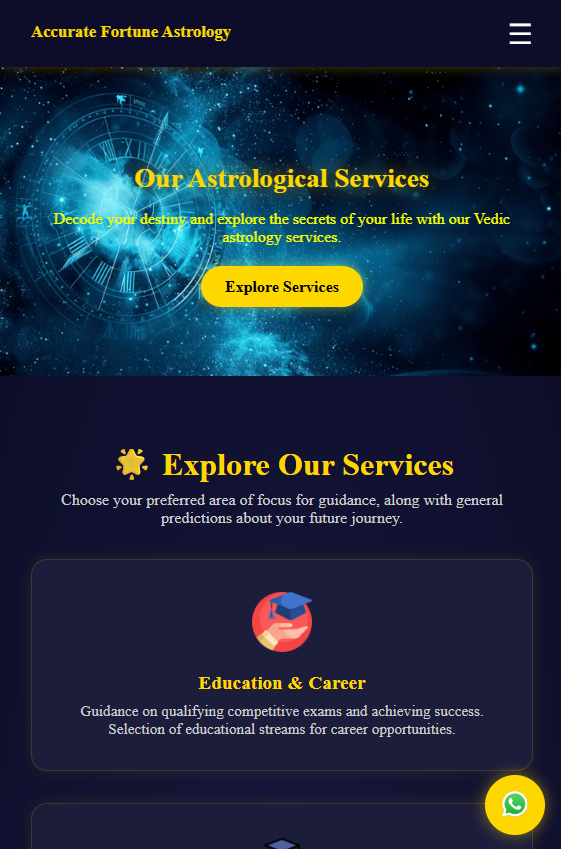 Accurate Fortune Astrology
Our Astrological Services
Decode your destiny and explore the secrets of your life with our Vedic
astrology services.
Explore Services
Explore Our Services
Choose your preferred area of focus for guidance, along with general
predictions about your future journey.
Education & Career
Guidance on qualifying competitive exams and achieving success.
Selection of educational streams for career opportunities.